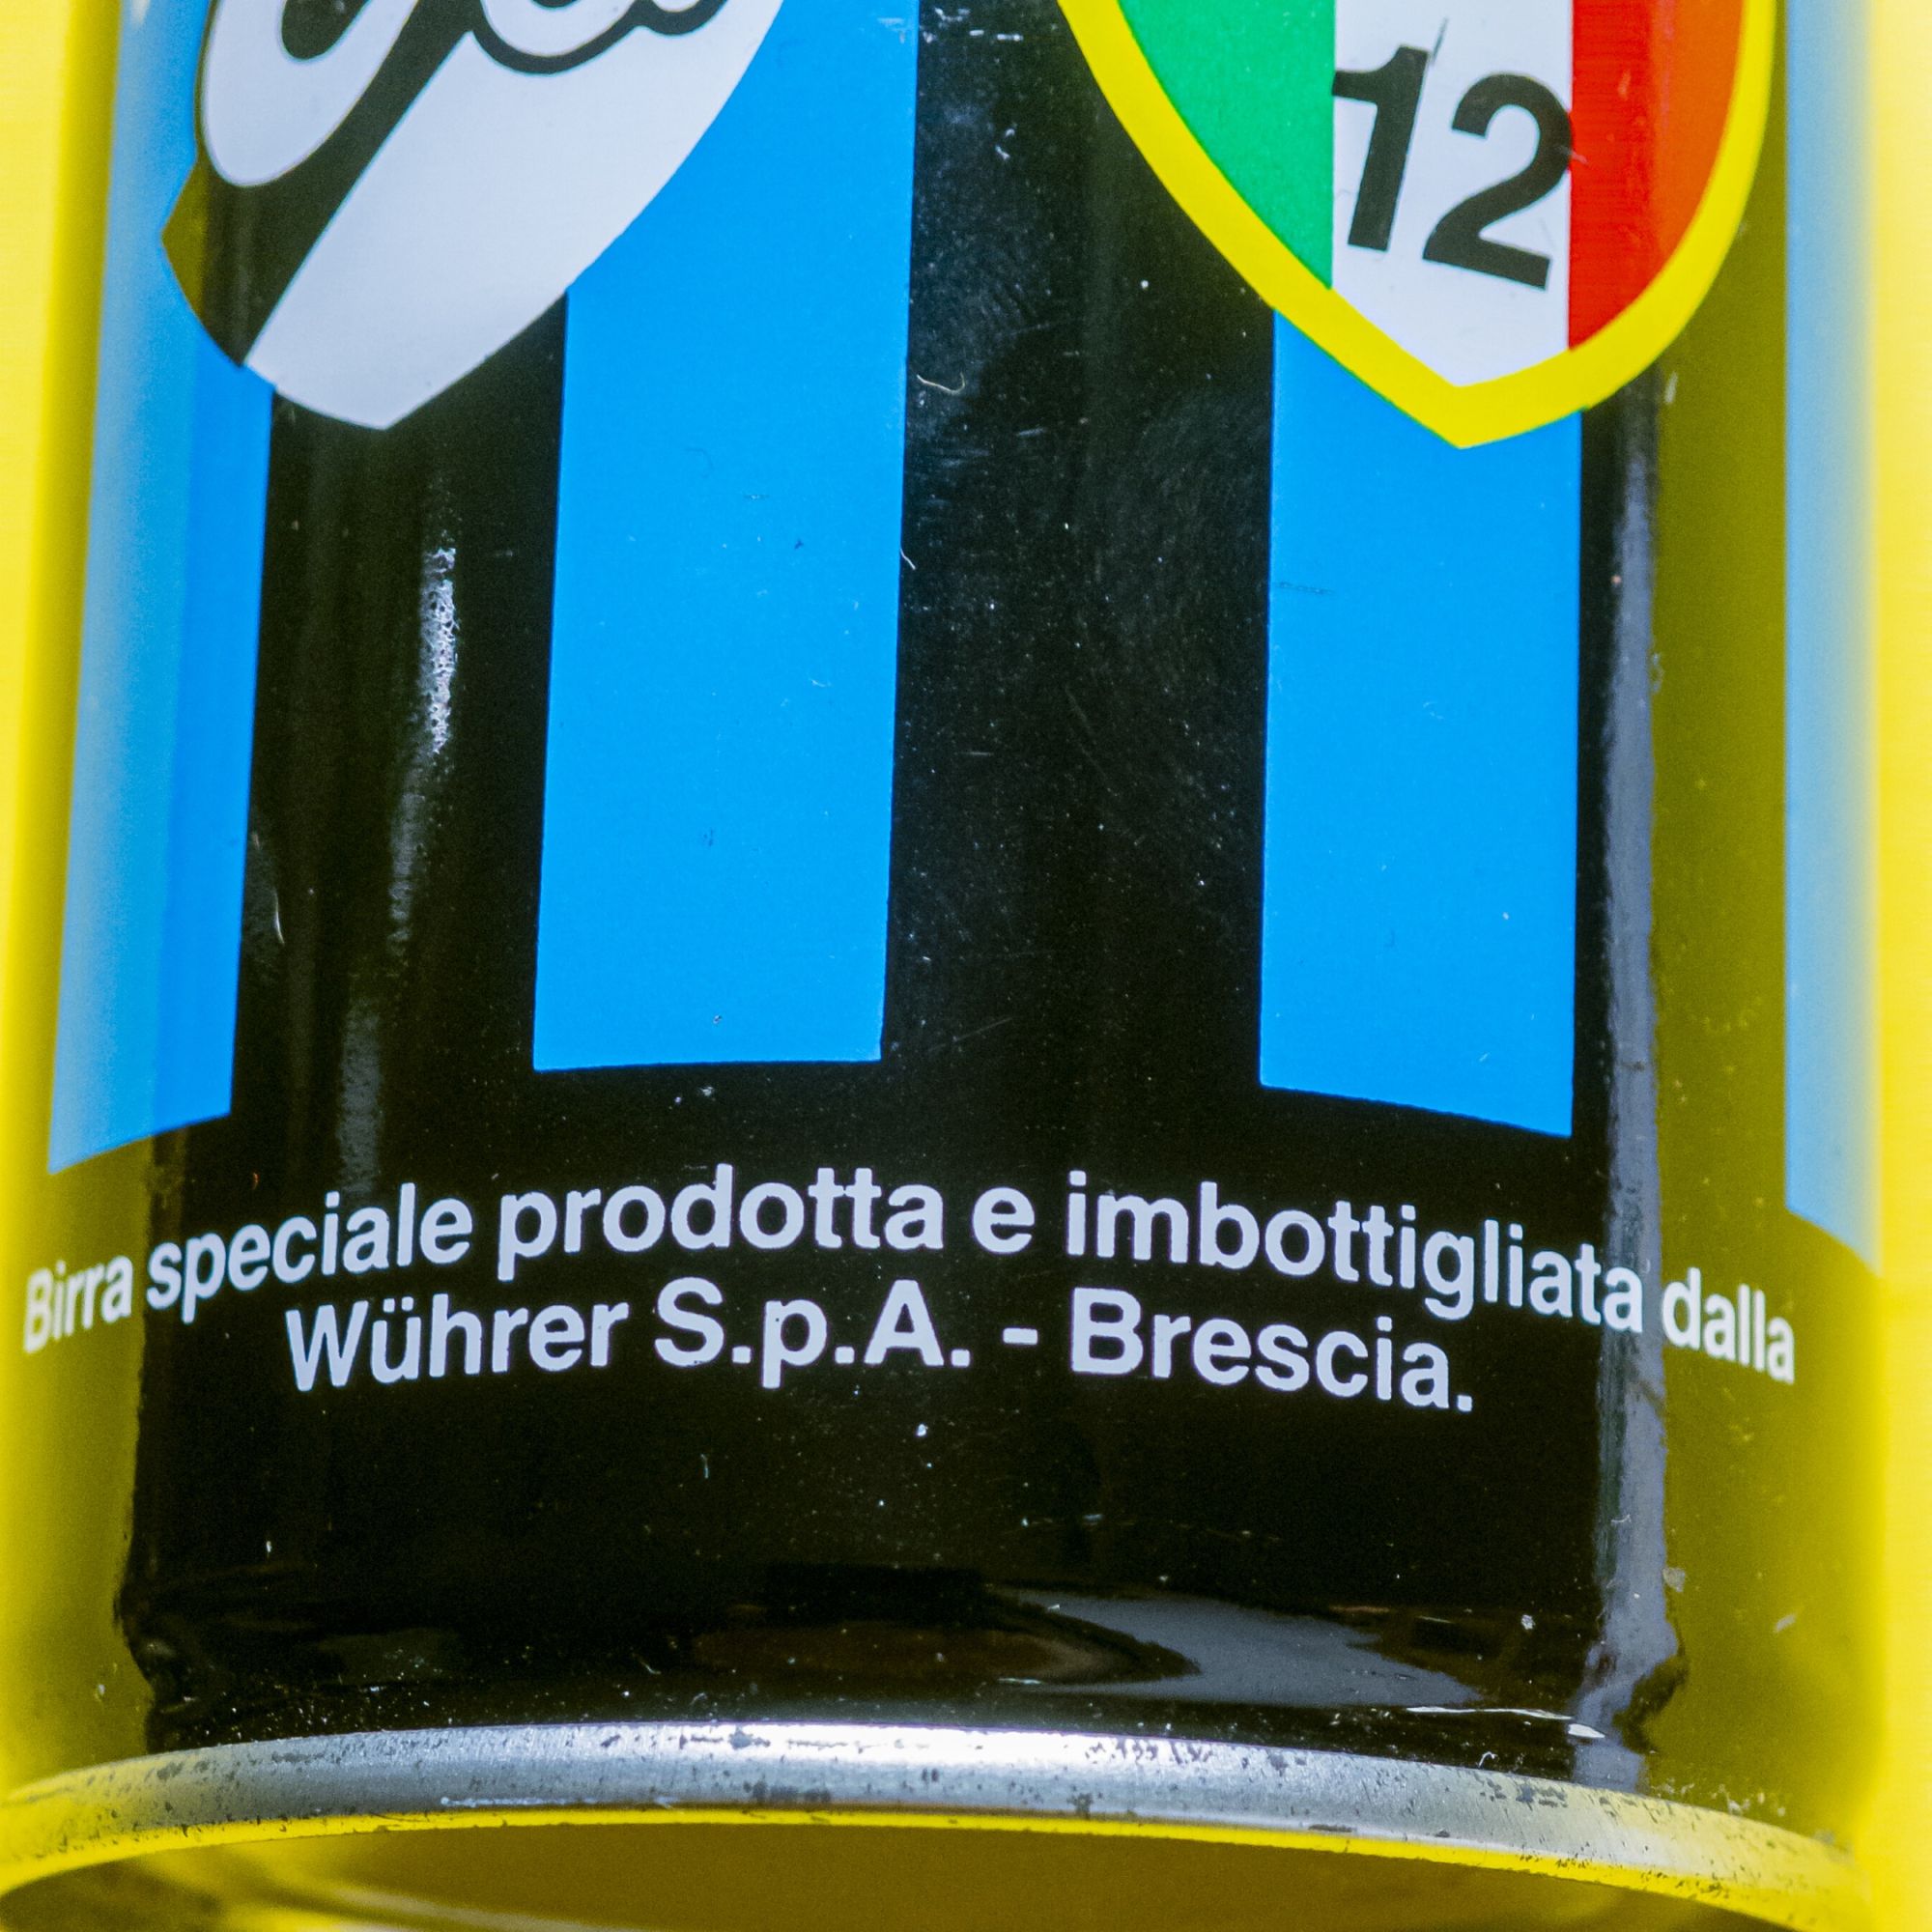 12
Birra speciale prodotta e imbottigliata dalla
Wührer S.p.A. - Brescia.